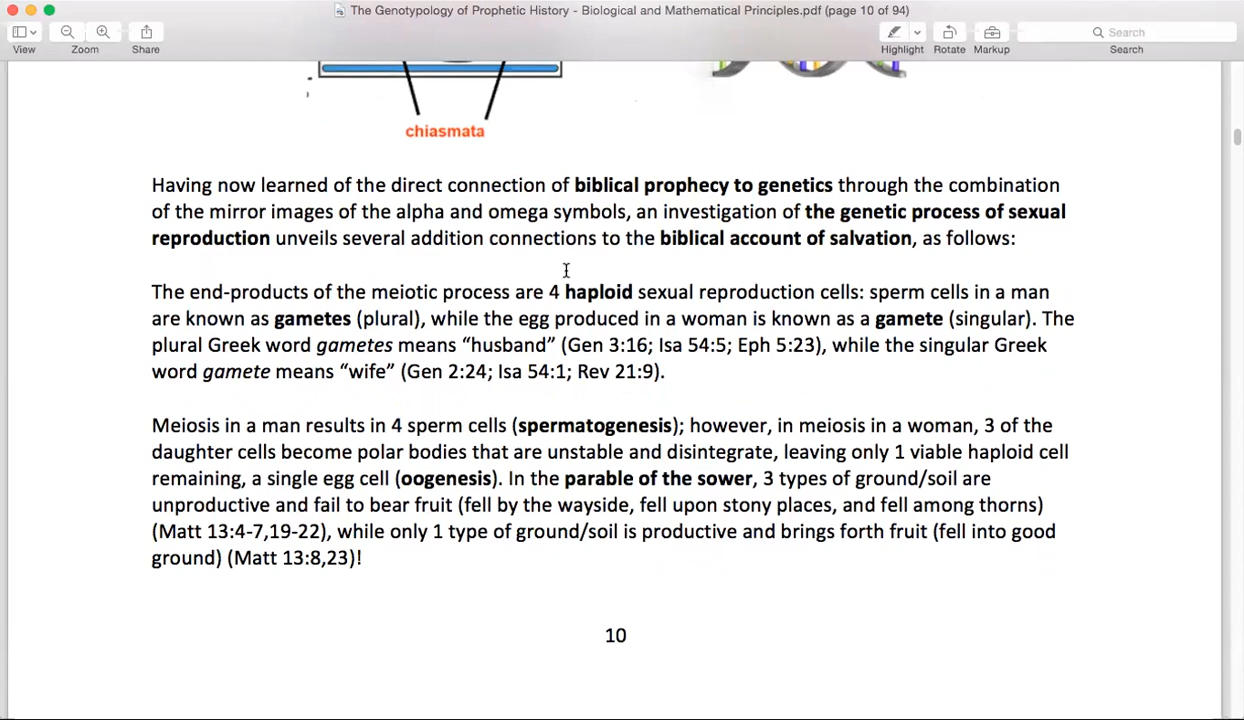 The Genotypology of Prophetic History - Biological and Mathematical Principles.pdf (page 10 of 94)
View Zoom Share Highlight Rotate Markup Search
Search
chiasmata
Having now learned of the direct connection of biblical prophecy to genetics through the combination
of the mirror images of the alpha and omega symbols, an investigation of the genetic process of sexual
reproduction unveils several addition connections to the biblical account of salvation, as follows:
The end-products of the meiotic process are 4 haploid sexual reproduction cells: sperm cells in a man
are known as gametes (plural), while the egg produced in a woman is known as a gamete (singular). The
plural Greek word gametes means “husband” (Gen 3:16; Isa 54:5; Eph 5:23), while the singular Greek
word gamete means “wife” (Gen 2:24; Isa 54:1; Rev 21:9).
Meiosis in a man results in 4 sperm cells (spermatogenesis); however, in meiosis in a woman, 3 of the
daughter cells become polar bodies that are unstable and disintegrate, leaving only 1 viable haploid cell
remaining, a single egg cell (oogenesis). In the parable of the sower, 3 types of ground/soil are
unproductive and fail to bear fruit (fell by the wayside, fell upon stony places, and fell among thorns)
(Matt 13:4-7,19-22), while only 1 type of ground/soil is productive and brings forth fruit (fell into good
ground) (Matt 13:8,23)!
10